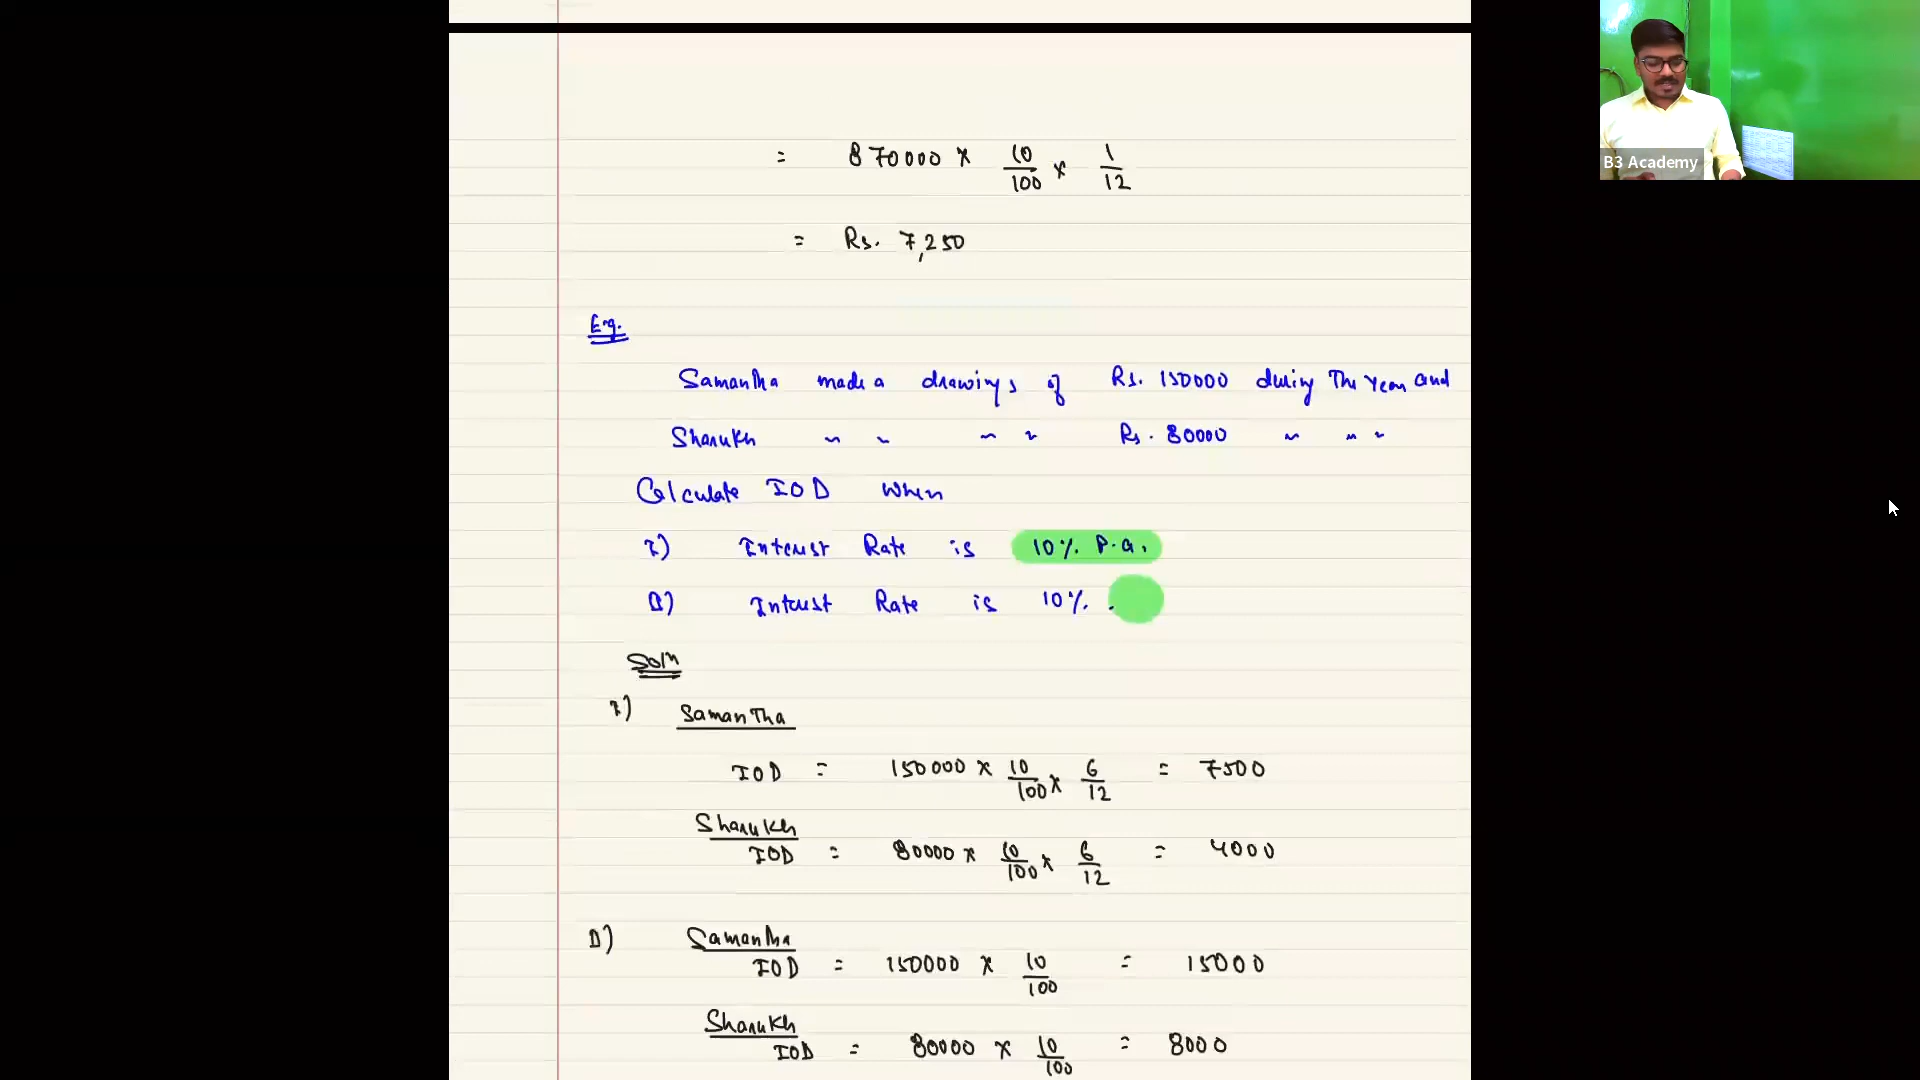 = 870000 × 10/100 × 1/12
= Rs. 7,250
E.g.
Samantha made a drawings of Rs. 150000 during The Year and
Sharukh " " " " Rs. 80000 " " "
Calculate IOD when
I) Interest Rate is 10% P.a.
II) Interest Rate is 10% .
Soln
I) Samantha
IOD = 150000 × 10/100 × 6/12 = 7500
Sharukh
IOD = 80000 × 10/100 × 6/12 = 4000
II) Samantha
IOD = 150000 × 10/100 = 15000
Sharukh
IOD = 80000 × 10/100 = 8000
B3 Academy